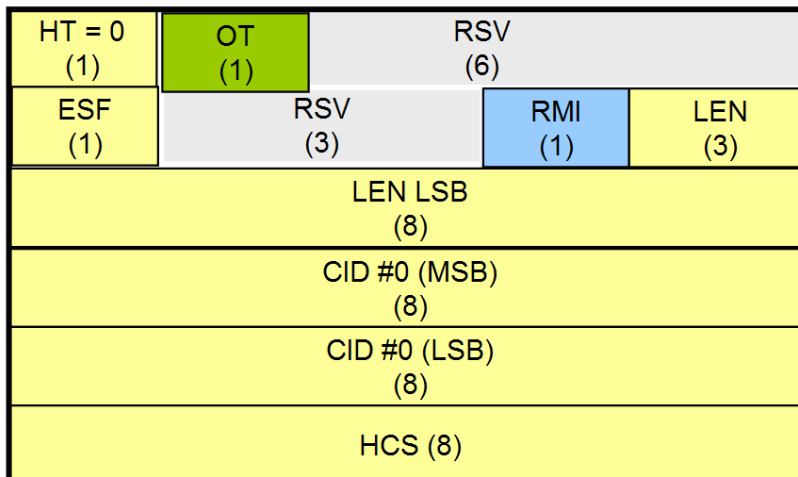 HT = 0
(1)
OT
(1)
RSV
(6)
ESF
(1)
RSV
(3)
RMI
(1)
LEN
(3)
LEN LSB
(8)
CID #0 (MSB)
(8)
CID #0 (LSB)
(8)
HCS (8)